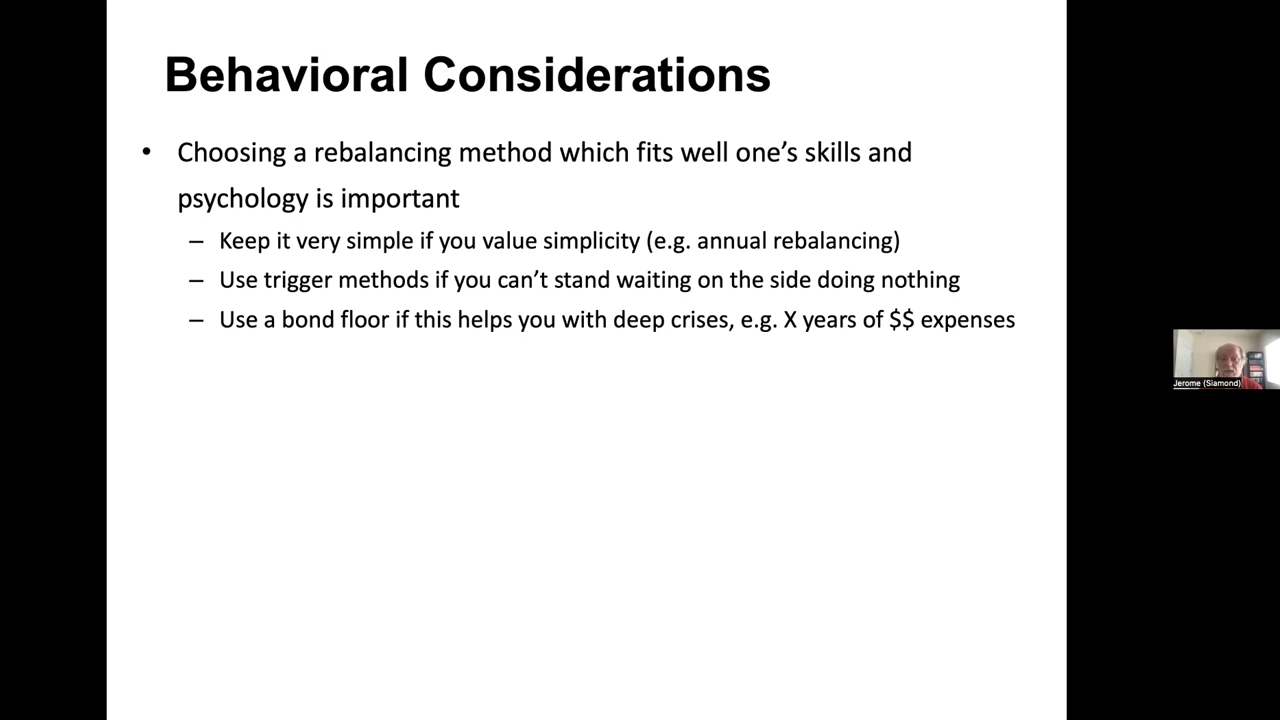 Behavioral Considerations
• Choosing a rebalancing method which fits well one’s skills and
psychology is important
– Keep it very simple if you value simplicity (e.g. annual rebalancing)
– Use trigger methods if you can’t stand waiting on the side doing nothing
– Use a bond floor if this helps you with deep crises, e.g. X years of $$ expenses
Jerome (Siamond)